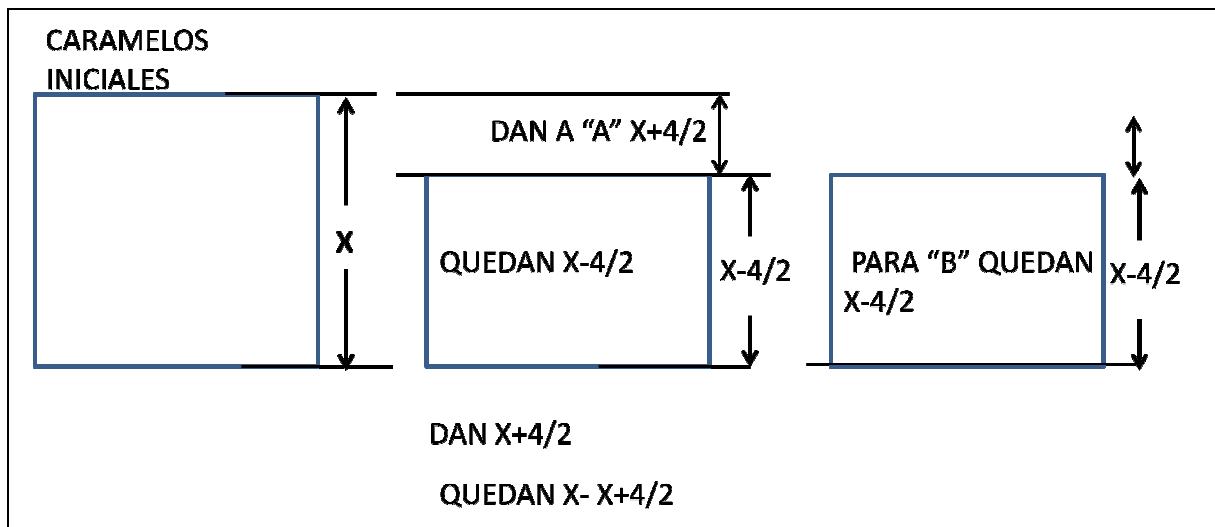 CARAMELOS
INICIALES
X
DAN A “A” X+4/2
QUEDAN X-4/2
X-4/2
PARA “B” QUEDAN
X-4/2
X-4/2
DAN X+4/2
QUEDAN X- X+4/2